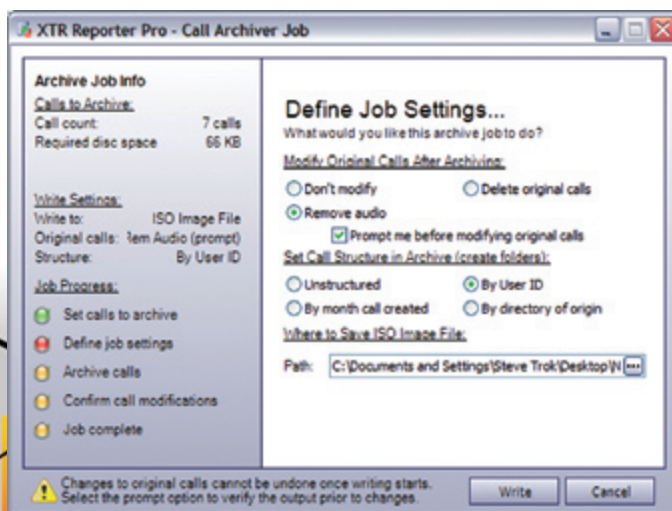 XTR Reporter Pro - Call Archiver Job
Archive Job Info
Calls to Archive:
Call count: 7 calls
Required disc space 66 KB
Write Settings:
Write to: ISO Image File
Original calls: Rem Audio (prompt)
Structure: By User ID
Job Progress:
Set calls to archive
Define job settings
Archive calls
Confirm call modifications
Job complete
Define Job Settings...
What would you like this archive job to do?
Modify Original Calls After Archiving:
Don't modify Delete original calls
Remove audio
Prompt me before modifying original calls
Set Call Structure in Archive (create folders):
Unstructured By User ID
By month call created By directory of origin
Where to Save ISO Image File:
Path: C:\Documents and Settings\Steve Trok\Desktop\N ...
Changes to original calls cannot be undone once writing starts.
Select the prompt option to verify the output prior to changes.
Write Cancel